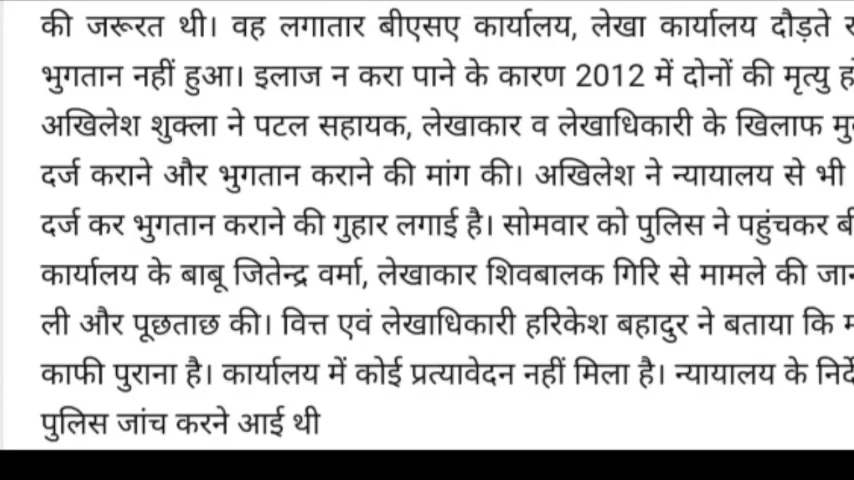 की जरूरत थी। वह लगातार बीएसए कार्यालय, लेखा कार्यालय दौड़ते
भुगतान नहीं हुआ। इलाज न करा पाने के कारण 2012 में दोनों की मृत्यु
अखिलेश शुक्ला ने पटल सहायक, लेखाकार व लेखाधिकारी के खिलाफ
दर्ज कराने और भुगतान कराने की मांग की। अखिलेश ने न्यायालय से भी
दर्ज कर भुगतान कराने की गुहार लगाई है। सोमवार को पुलिस ने पहुंचकर
कार्यालय के बाबू जितेन्द्र वर्मा, लेखाकार शिवबालक गिरि से मामले की
ली और पूछताछ की। वित्त एवं लेखाधिकारी हरिकेश बहादुर ने बताया कि
काफी पुराना है। कार्यालय में कोई प्रत्यावेदन नहीं मिला है। न्यायालय के
पुलिस जांच करने आई थी